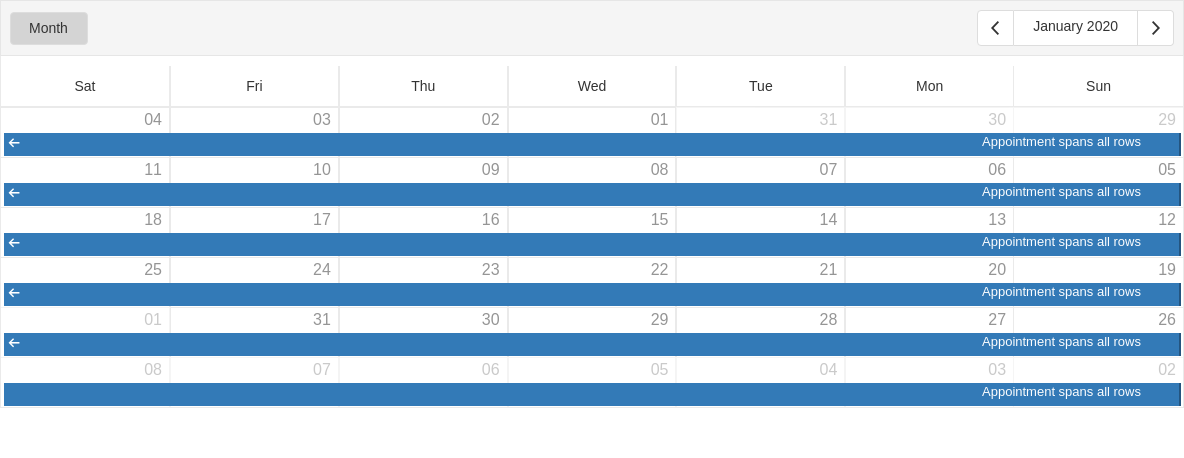 Month
January 2020
Sat Fri Thu Wed Tue Mon Sun
04 03 02 01 31 30 29
Appointment spans all rows
11 10 09 08 07 06 05
Appointment spans all rows
18 17 16 15 14 13 12
Appointment spans all rows
25 24 23 22 21 20 19
Appointment spans all rows
01 31 30 29 28 27 26
Appointment spans all rows
08 07 06 05 04 03 02
Appointment spans all rows